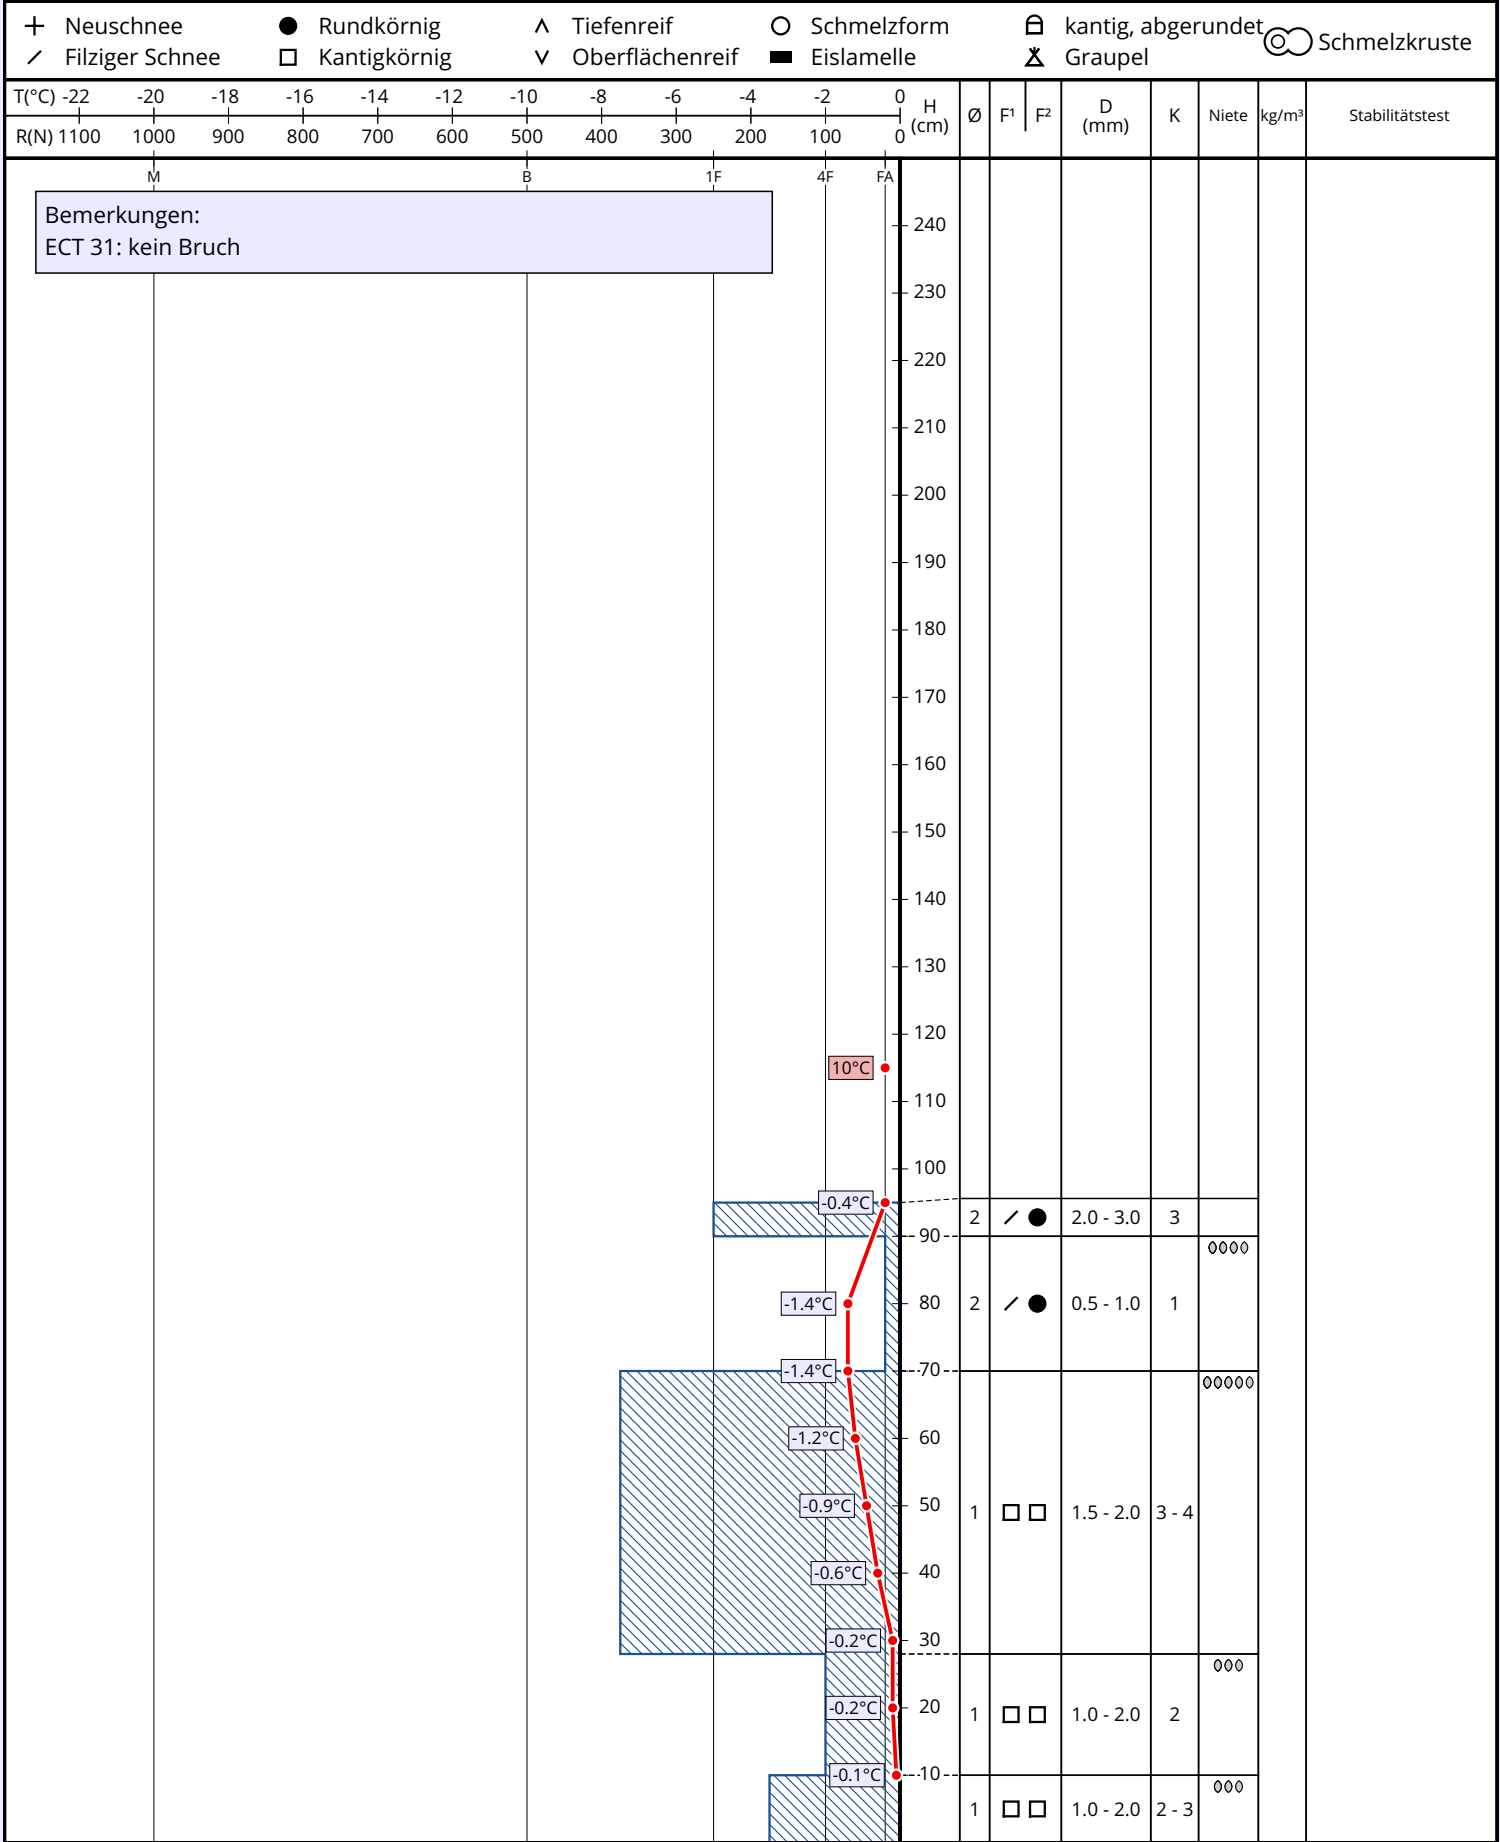 Neuschnee Rundkörnig Tiefenreif Schmelzform kantig, abgerundet Schmelzkruste
Filziger Schnee Kantigkörnig Oberflächenreif Eislamelle Graupel
T(°C) -22 -20 -18 -16 -14 -12 -10 -8 -6 -4 -2 0
R(N) 1100 1000 900 800 700 600 500 400 300 200 100 0
H (cm) Ø F¹ F² D (mm) K Niete kg/m³ Stabilitätstest
M B 1F 4F FA
Bemerkungen:
ECT 31: kein Bruch
240
230
220
210
200
190
180
170
160
150
140
130
120
10°C
110
100
-0.4°C
2 2.0 - 3.0 3
90
-1.4°C 80 2 0.5 - 1.0 1
-1.4°C 70
-1.2°C 60
-0.9°C 50 1 1.5 - 2.0 3 - 4
-0.6°C 40
-0.2°C 30
-0.2°C 20 1 1.0 - 2.0 2
-0.1°C 10
1 1.0 - 2.0 2 - 3